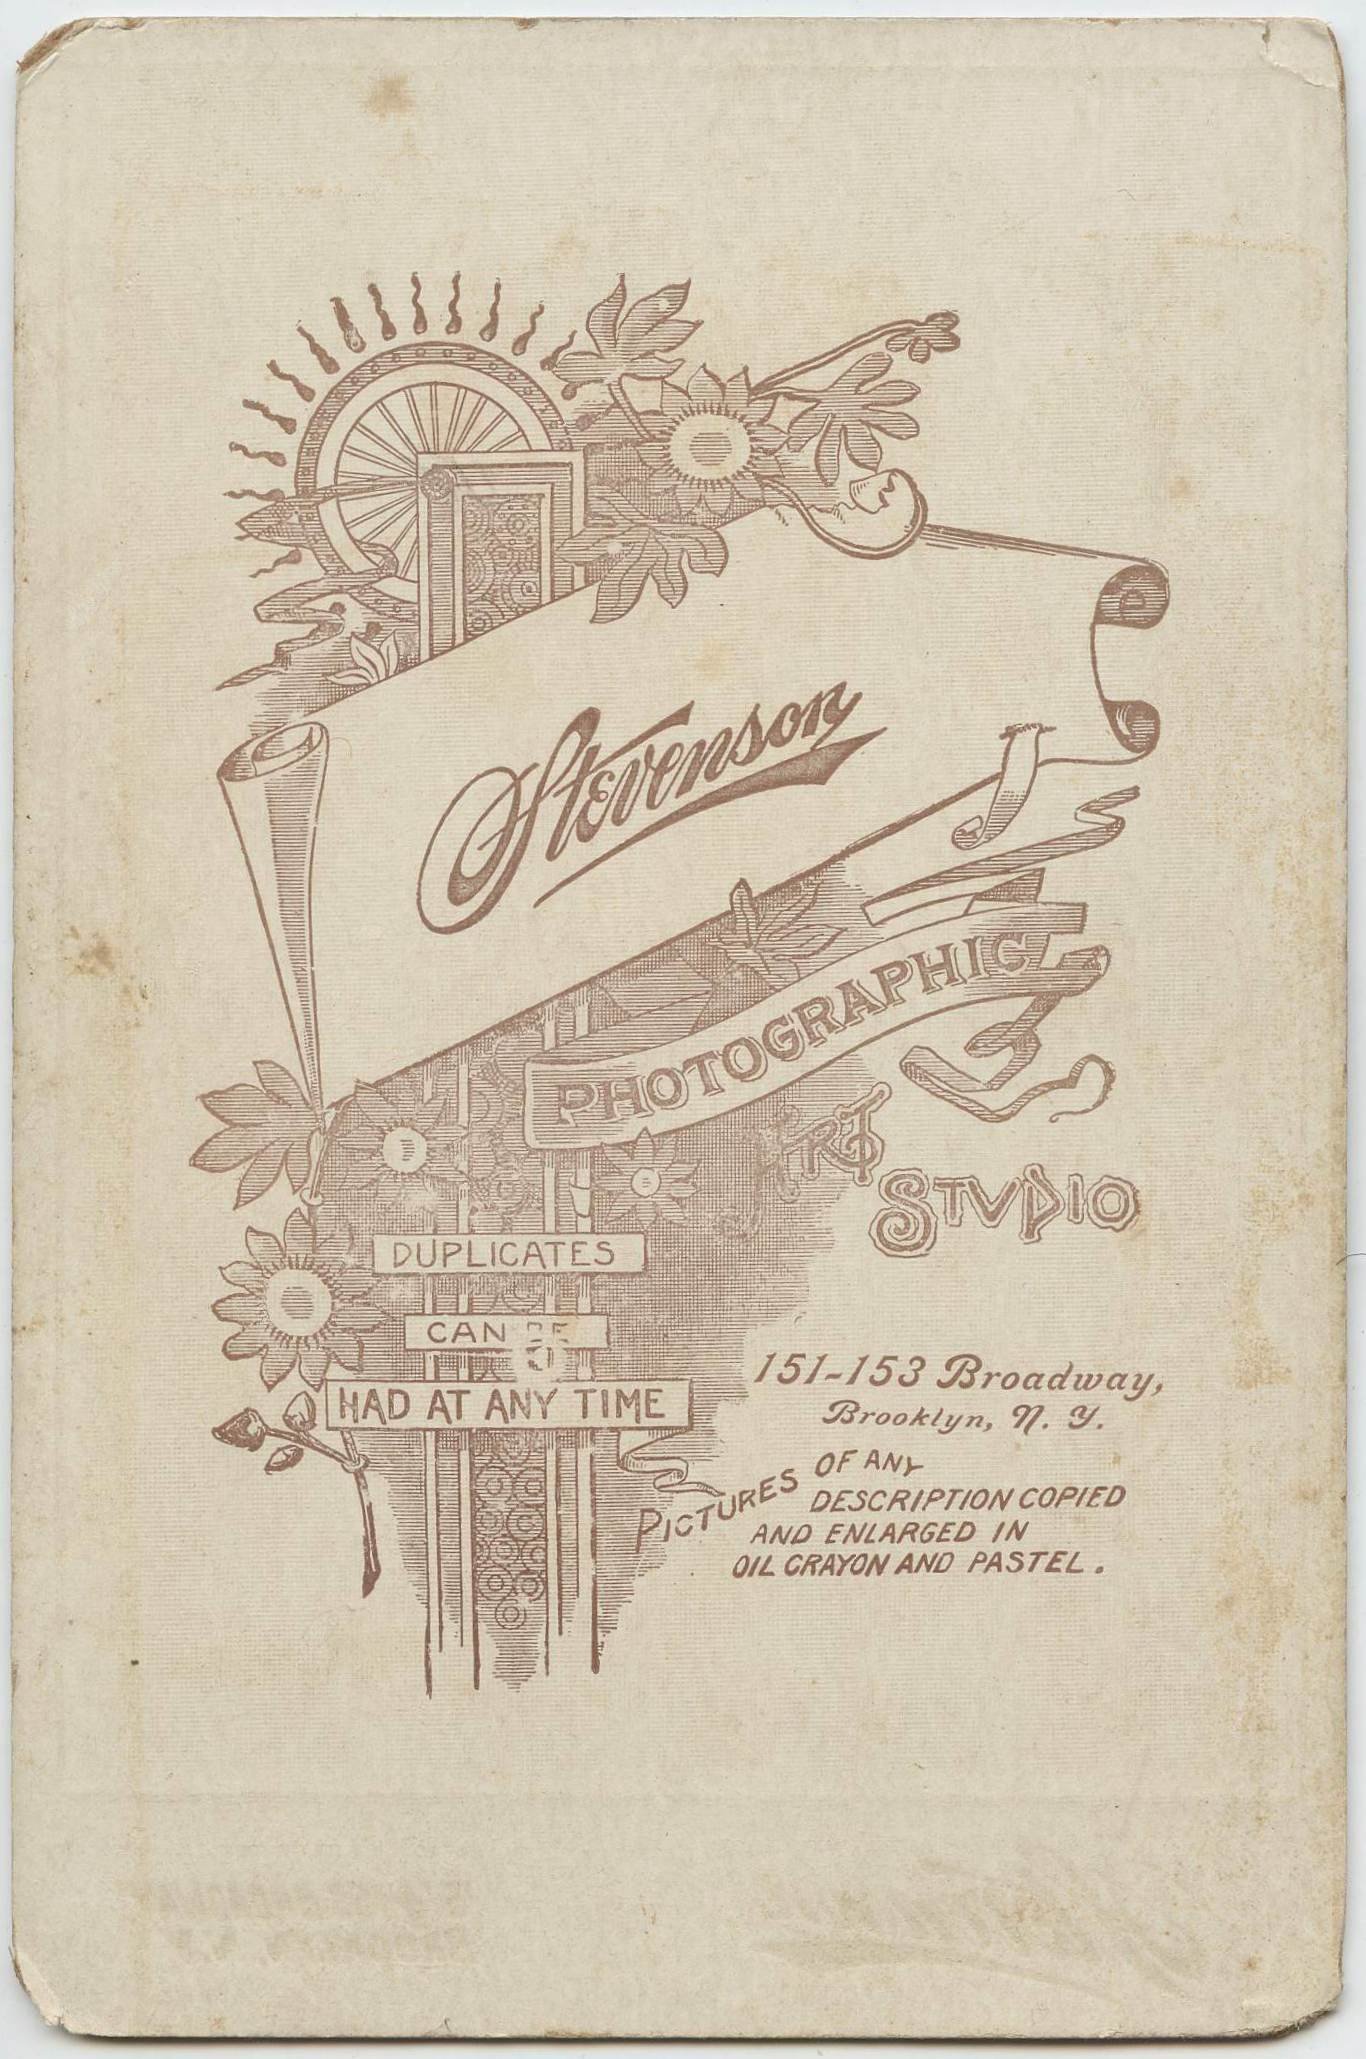 Stevenson
PHOTOGRAPHIC
ART
STVDIO
DUPLICATES
CAN BE
HAD AT ANY TIME
151-153 Broadway,
Brooklyn, N. Y.
PICTURES OF ANY
DESCRIPTION COPIED
AND ENLARGED IN
OIL CRAYON AND PASTEL.